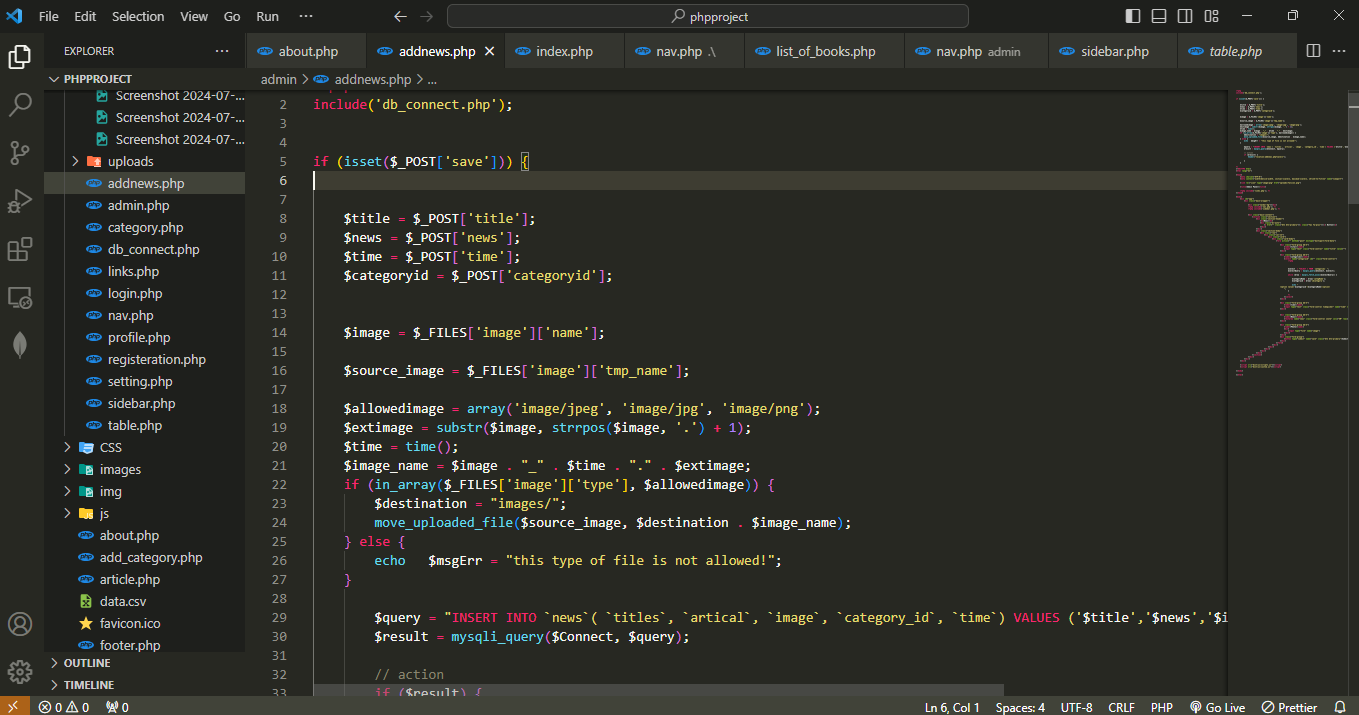 File Edit Selection View Go Run ··· phpproject
EXPLORER ···
about.php addnews.php index.php nav.php .\ list_of_books.php nav.php admin sidebar.php table.php ···
PHPPROJECT
admin > addnews.php > ...
Screenshot 2024-07-...
Screenshot 2024-07-...
Screenshot 2024-07-...
uploads
addnews.php
admin.php
category.php
db_connect.php
links.php
login.php
nav.php
profile.php
registeration.php
setting.php
sidebar.php
table.php
CSS
images
img
js
about.php
add_category.php
article.php
data.csv
favicon.ico
footer.php
OUTLINE
TIMELINE
2 include('db_connect.php');
3
4
5 if (isset($_POST['save'])) {
6
7
8 $title = $_POST['title'];
9 $news = $_POST['news'];
10 $time = $_POST['time'];
11 $categoryid = $_POST['categoryid'];
12
13
14 $image = $_FILES['image']['name'];
15
16 $source_image = $_FILES['image']['tmp_name'];
17
18 $allowedimage = array('image/jpeg', 'image/jpg', 'image/png');
19 $extimage = substr($image, strrpos($image, '.') + 1);
20 $time = time();
21 $image_name = $image . "_" . $time . "." . $extimage;
22 if (in_array($_FILES['image']['type'], $allowedimage)) {
23 $destination = "images/";
24 move_uploaded_file($source_image, $destination . $image_name);
25 } else {
26 echo $msgErr = "this type of file is not allowed!";
27 }
28
29 $query = "INSERT INTO `news`( `titles`, `artical`, `image`, `category_id`, `time`) VALUES ('$title','$news','$i
30 $result = mysqli_query($Connect, $query);
31
32 // action
33 if ($result) {
0 0 0 Ln 6, Col 1 Spaces: 4 UTF-8 CRLF PHP Go Live Prettier